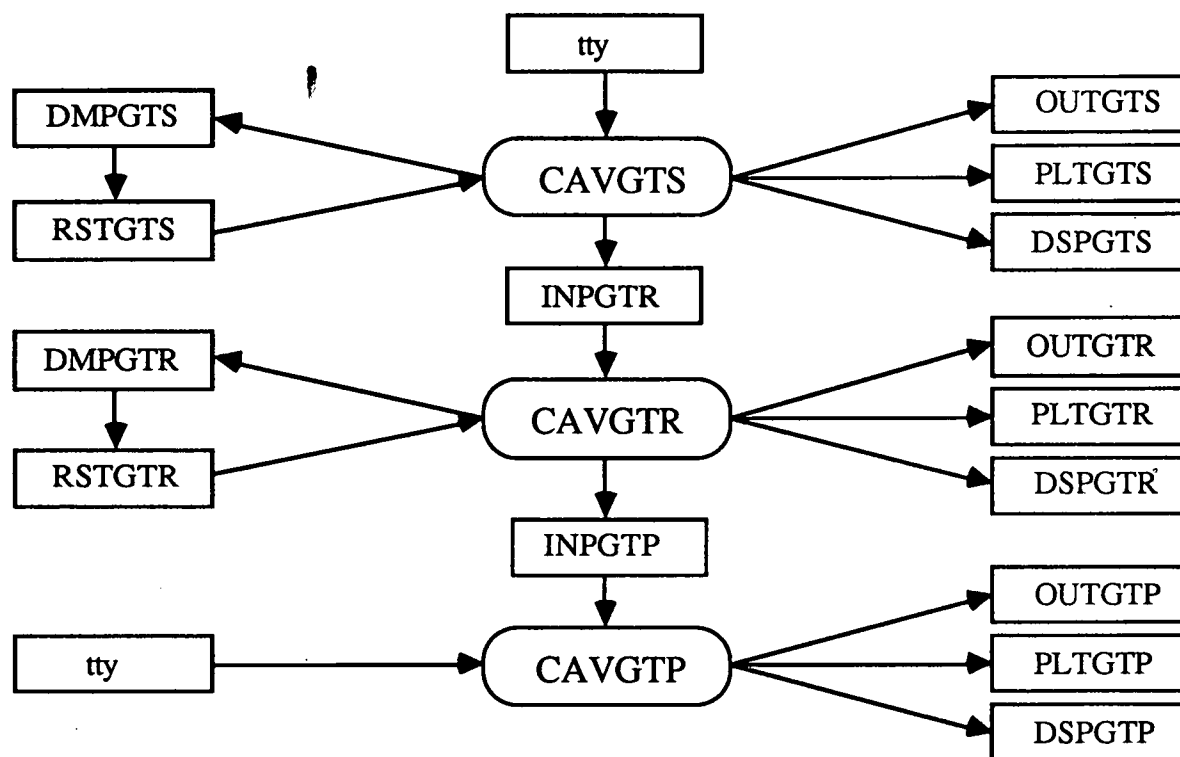 tty
DMPGTS
OUTGTS
CAVGTS
PLTGTS
RSTGTS
DSPGTS
INPGTR
DMPGTR
OUTGTR
CAVGTR
PLTGTR
RSTGTR
DSPGTR
INPGTP
OUTGTP
tty
CAVGTP
PLTGTP
DSPGTP